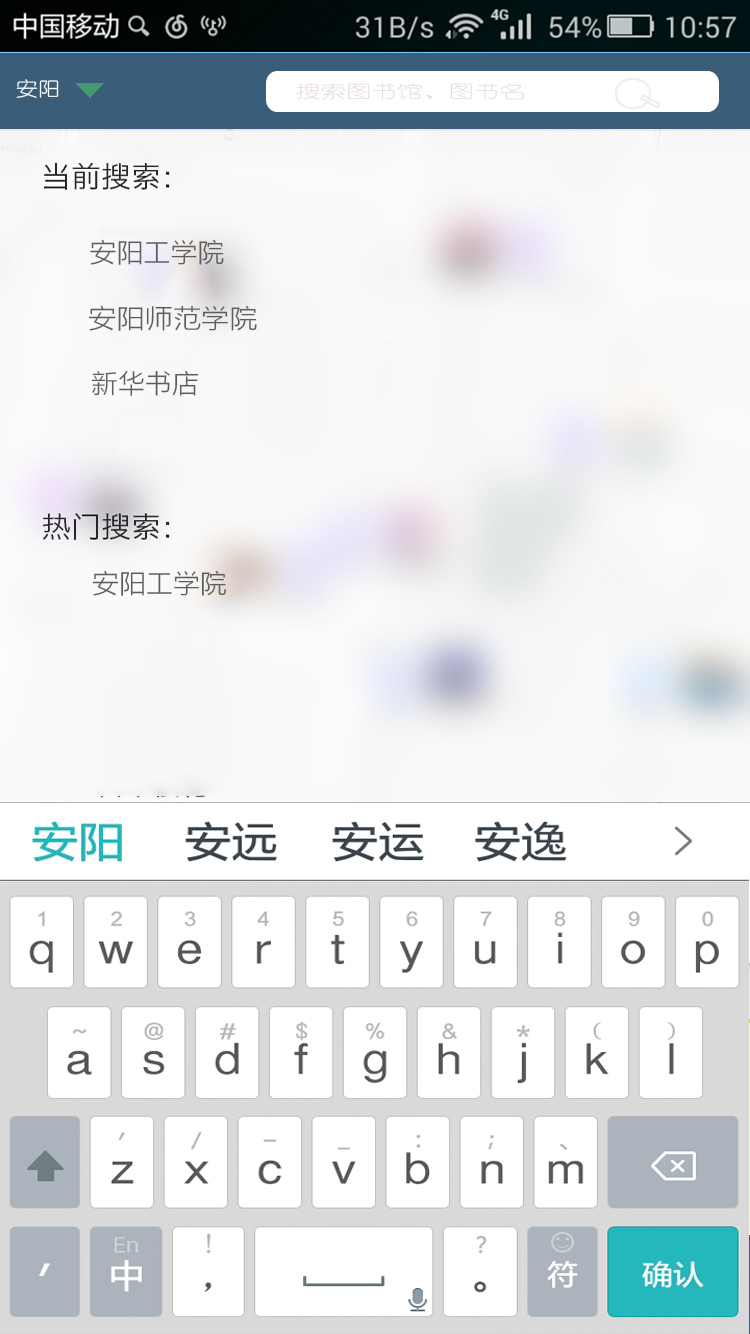 中国移动 31B/s 4G 54% 10:57
安阳 搜索图书馆、图书名
当前搜索：
安阳工学院
安阳师范学院
新华书店
热门搜索：
安阳工学院
安阳 安远 安运 安逸 >
1 2 3 4 5 6 7 8 9 0
q w e r t y u i o p
~ @ # $ % & * ( )
a s d f g h j k l
' / - _ : ; 、
z x c v b n m
En ! ?
' 中 , 。 符 确认